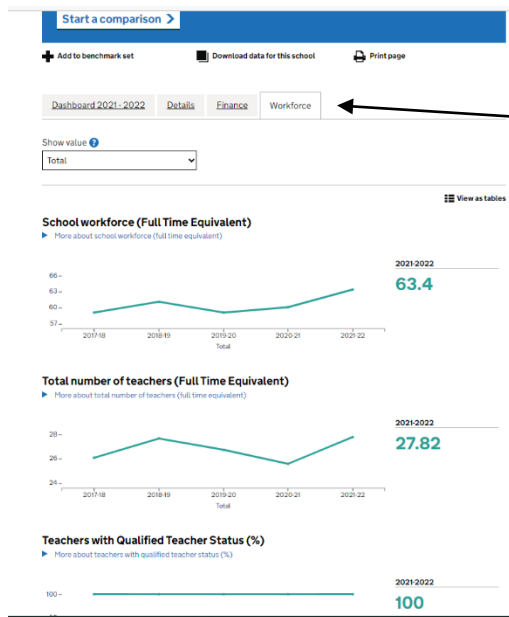 Start a comparison
Add to benchmark set Download data for this school Print page
Dashboard 2021 - 2022 Details Finance Workforce
Show value ?
Total
View as tables
School workforce (Full Time Equivalent)
More about school workforce (full time equivalent)
2021-2022
63.4
66
63
60
57
2017-18 2018-19 2019-20 2020-21 2021-22
Total
Total number of teachers (Full Time Equivalent)
More about total number of teachers (full time equivalent)
2021-2022
27.82
28
26
24
2017-18 2018-19 2019-20 2020-21 2021-22
Total
Teachers with Qualified Teacher Status (%)
More about teachers with qualified teacher status (%)
2021-2022
100
100